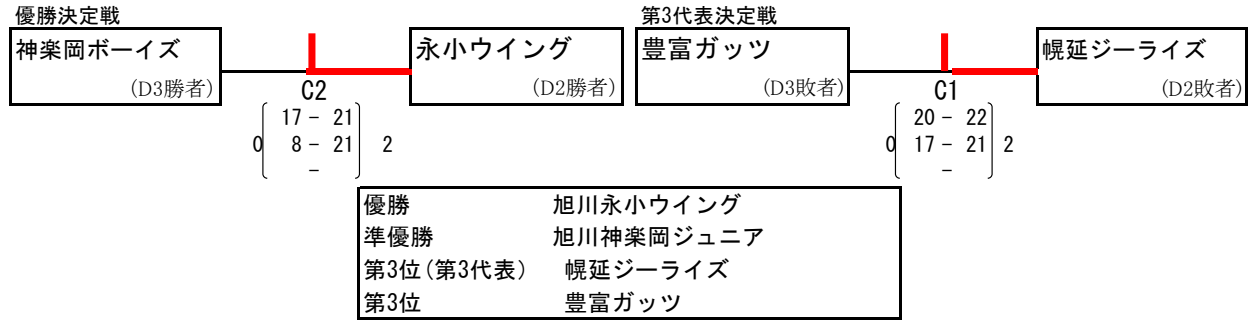 優勝決定戦
神楽岡ボーイズ
(D3勝者)
永小ウイング
(D2勝者)
C2
17 - 21
0 8 - 21 2
-
第3代表決定戦
豊富ガッツ
(D3敗者)
幌延ジーライズ
(D2敗者)
C1
20 - 22
0 17 - 21 2
-
優勝 旭川永小ウイング
準優勝 旭川神楽岡ジュニア
第3位(第3代表) 幌延ジーライズ
第3位 豊富ガッツ